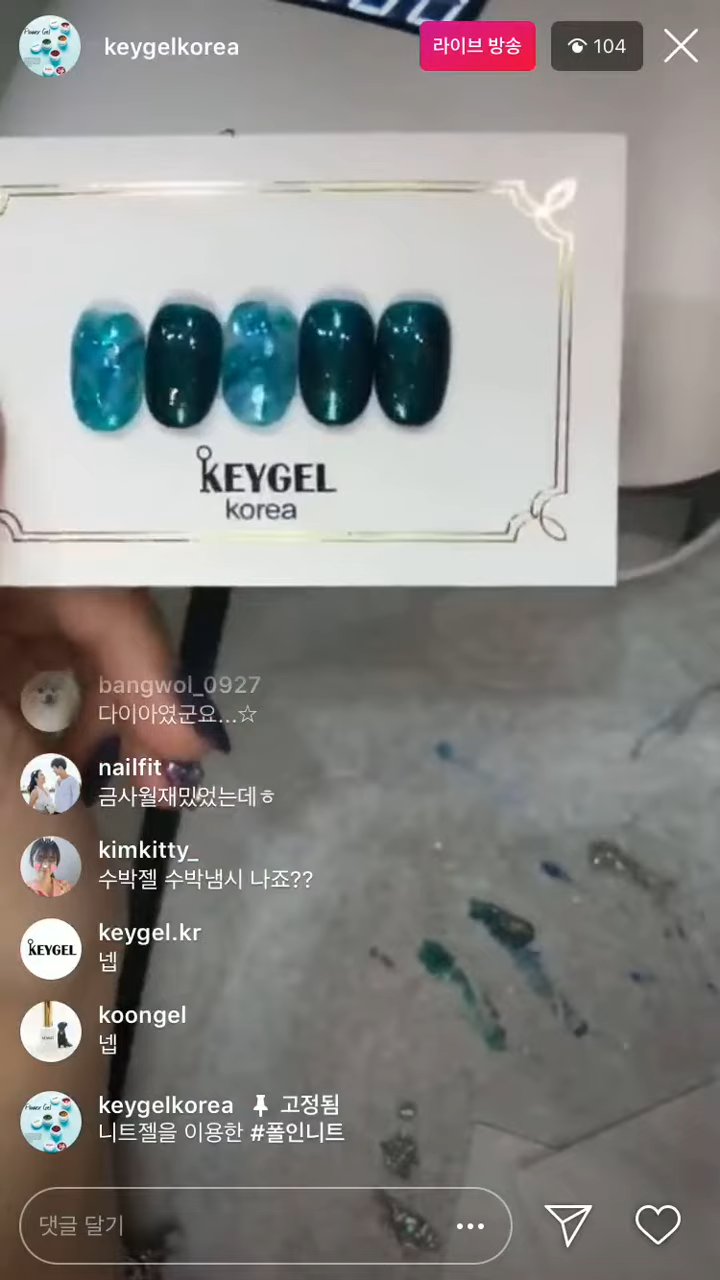 keygelkorea
라이브 방송
104
KEYGEL
korea
bangwol_0927
다이아였군요...☆
nailfit
금사월재밌었는데ㅎ
kimkitty_
수박젤 수박냄시 나죠??
keygel.kr
KEYGEL
넵
koongel
넵
keygelkorea 고정됨
니트젤을 이용한 #폴인니트
댓글 달기